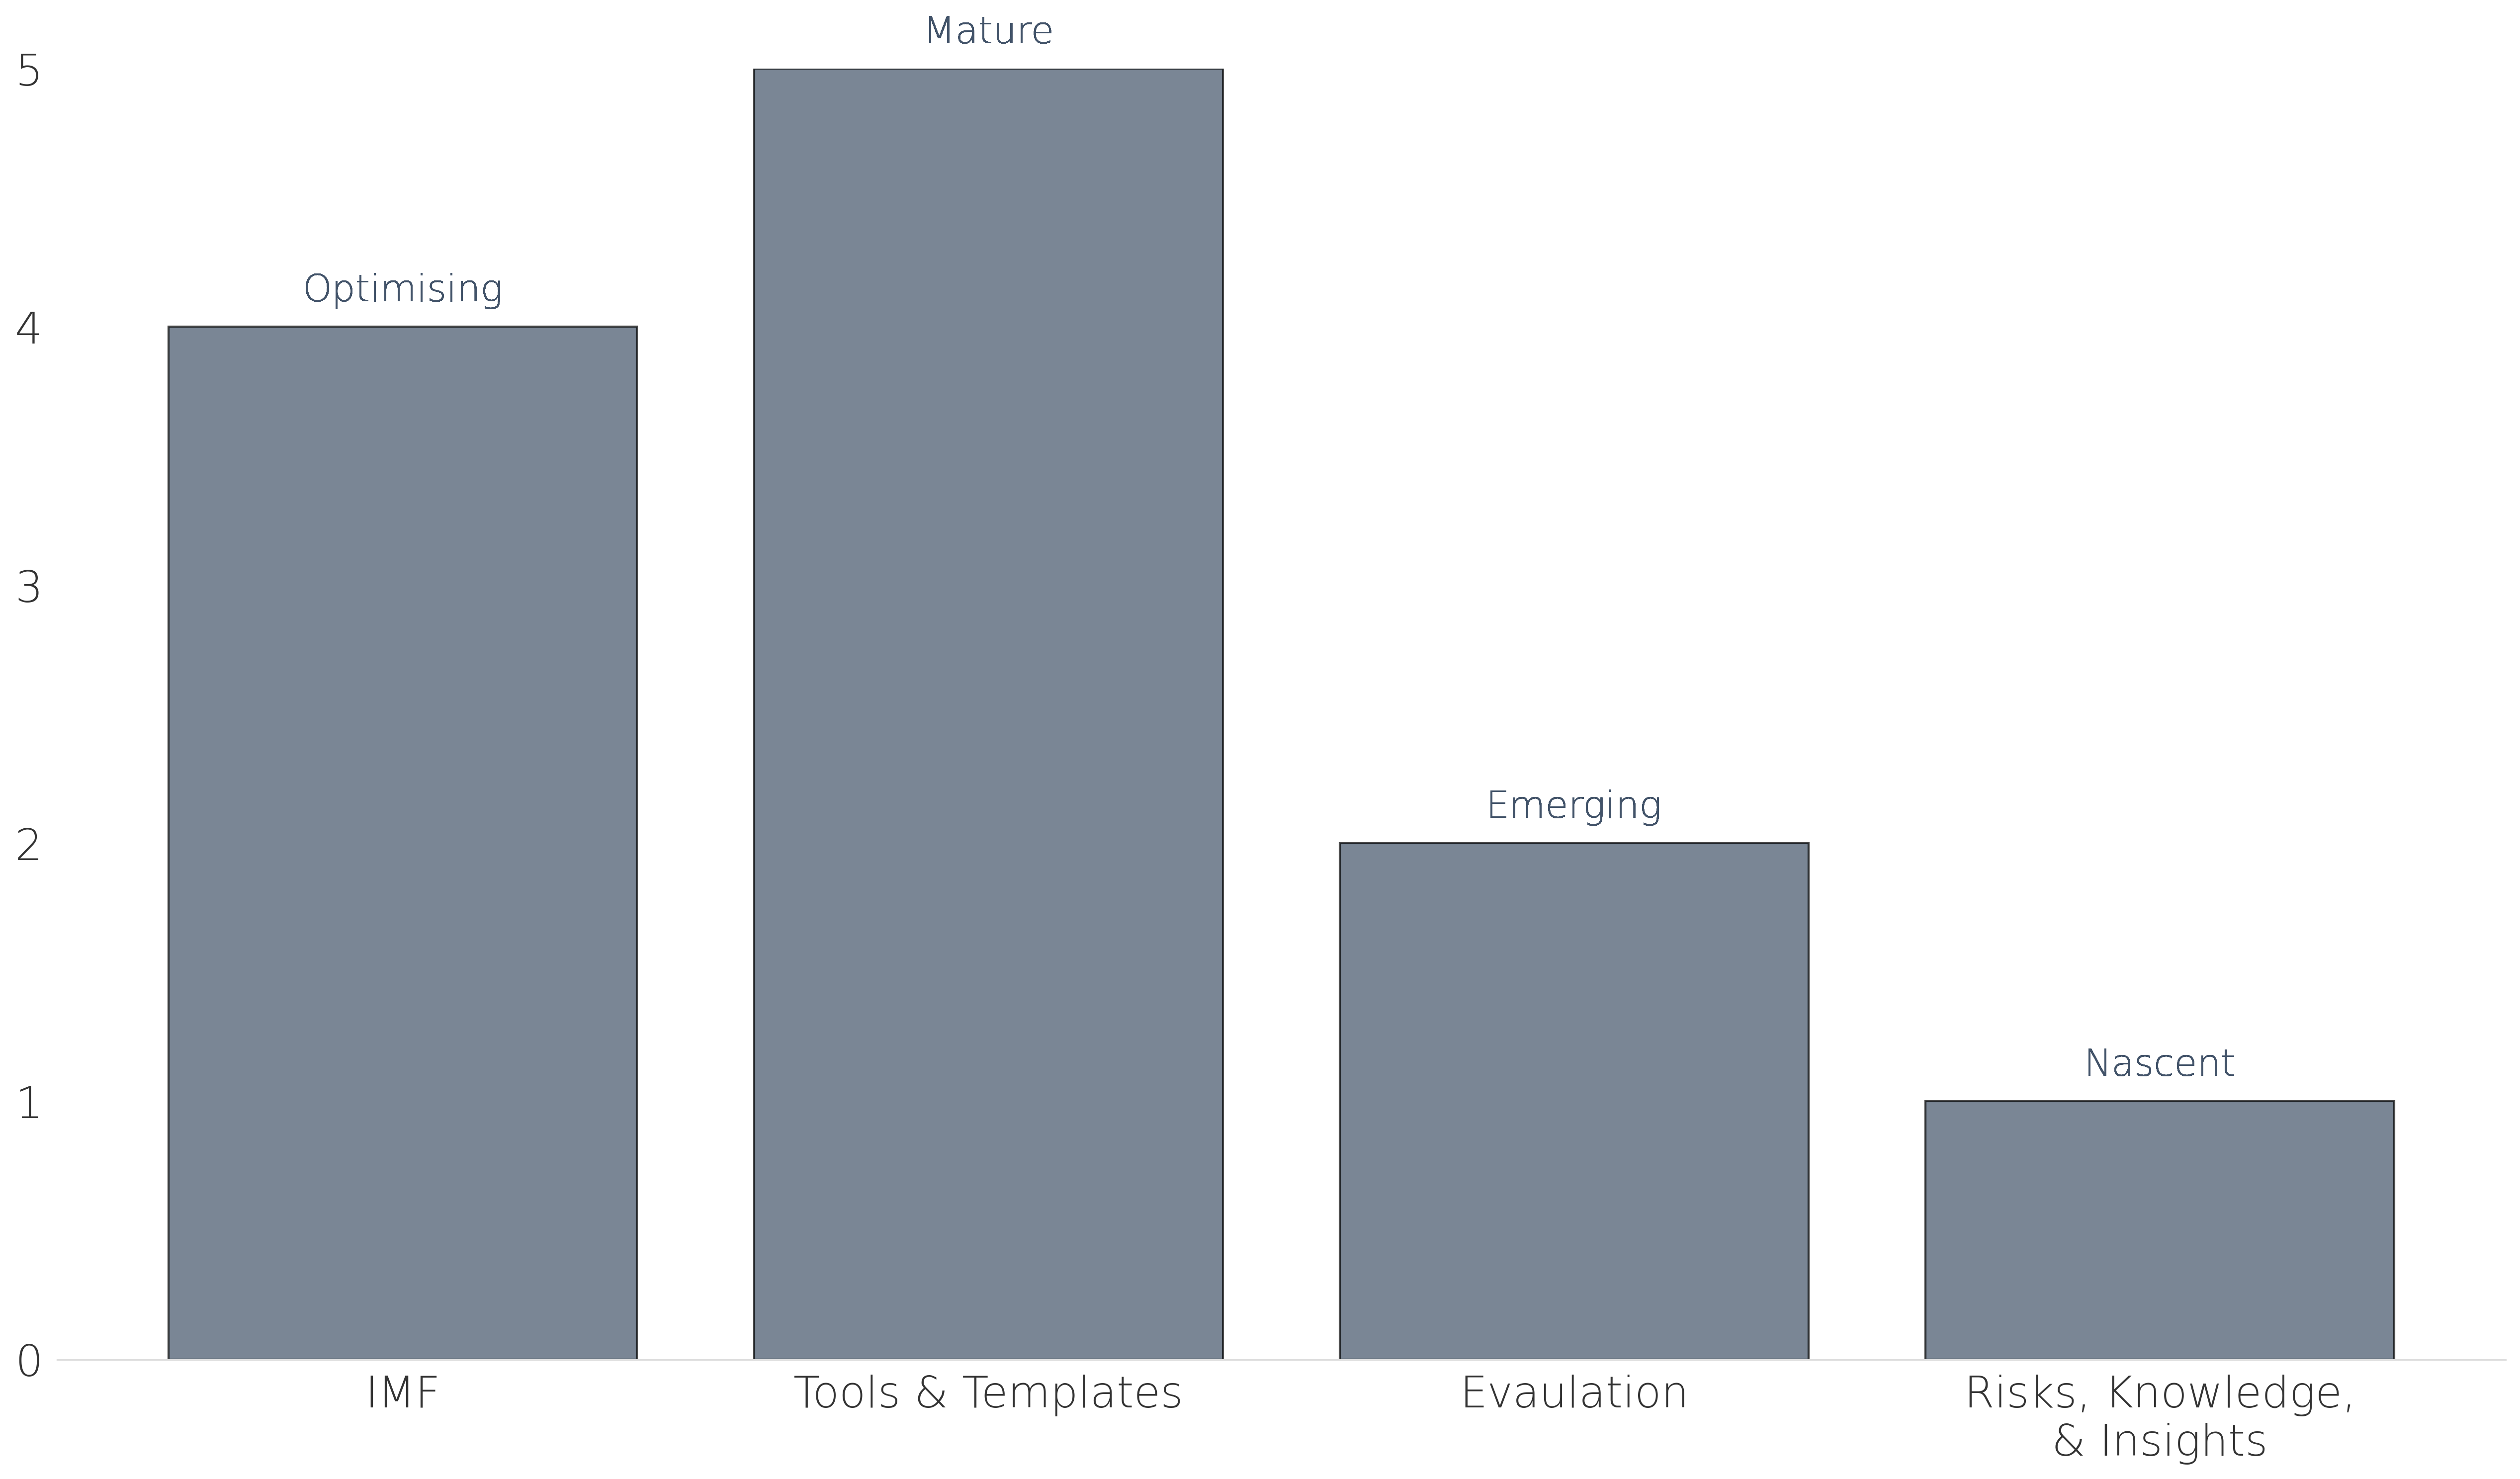 Mature
5
Optimising
4
3
Emerging
2
Nascent
1
0
IMF
Tools & Templates
Evaulation
Risks, Knowledge,
& Insights